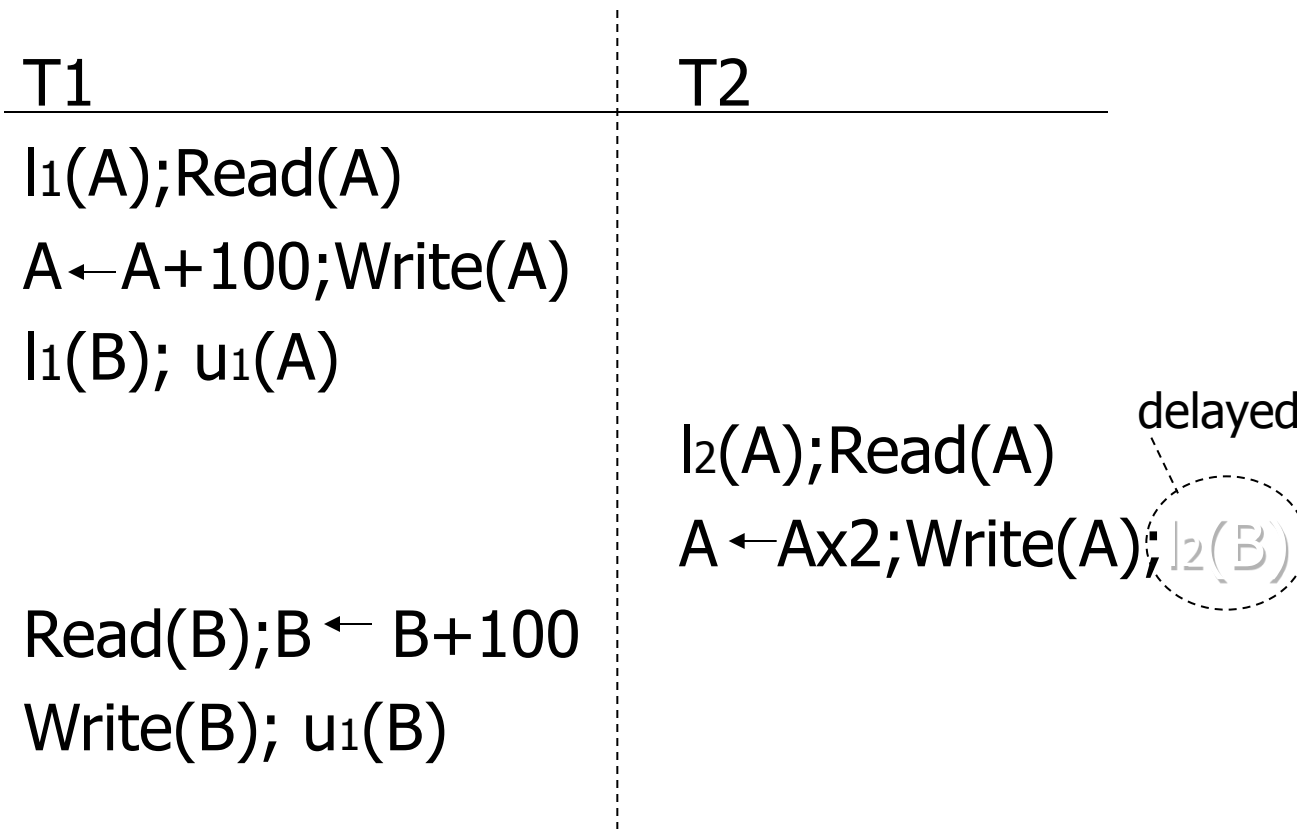 T1 T2
l1(A);Read(A)
A←A+100;Write(A)
l1(B); u1(A)
delayed
l2(A);Read(A)
A←Ax2;Write(A);l2(B)
Read(B);B← B+100
Write(B); u1(B)